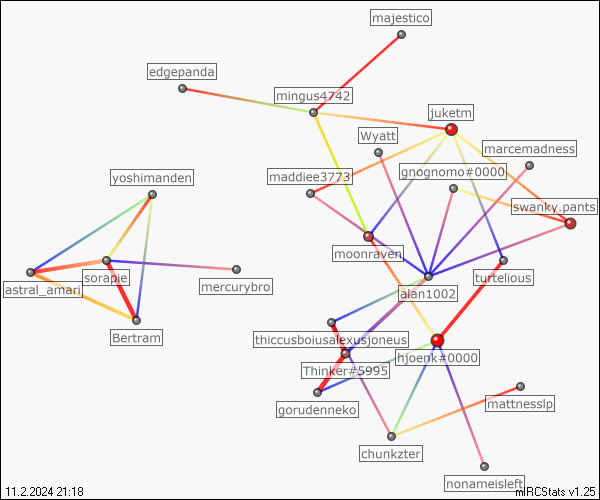 majestico
edgepanda
mingus4742
juketm
Wyatt
marcemadness
gnognomo#0000
maddiee3773
yoshimanden
swanky.pants
moonraven
sorapie
turtelious
astral_amari
mercurybro
alan1002
Bertram
thiccusboiusalexusjoneus
hjoenk#0000
Thinker#5995
mattnesslp
gorudenneko
chunkzter
nonameisleft
11.2.2024 21:18
mIRCStats v1.25